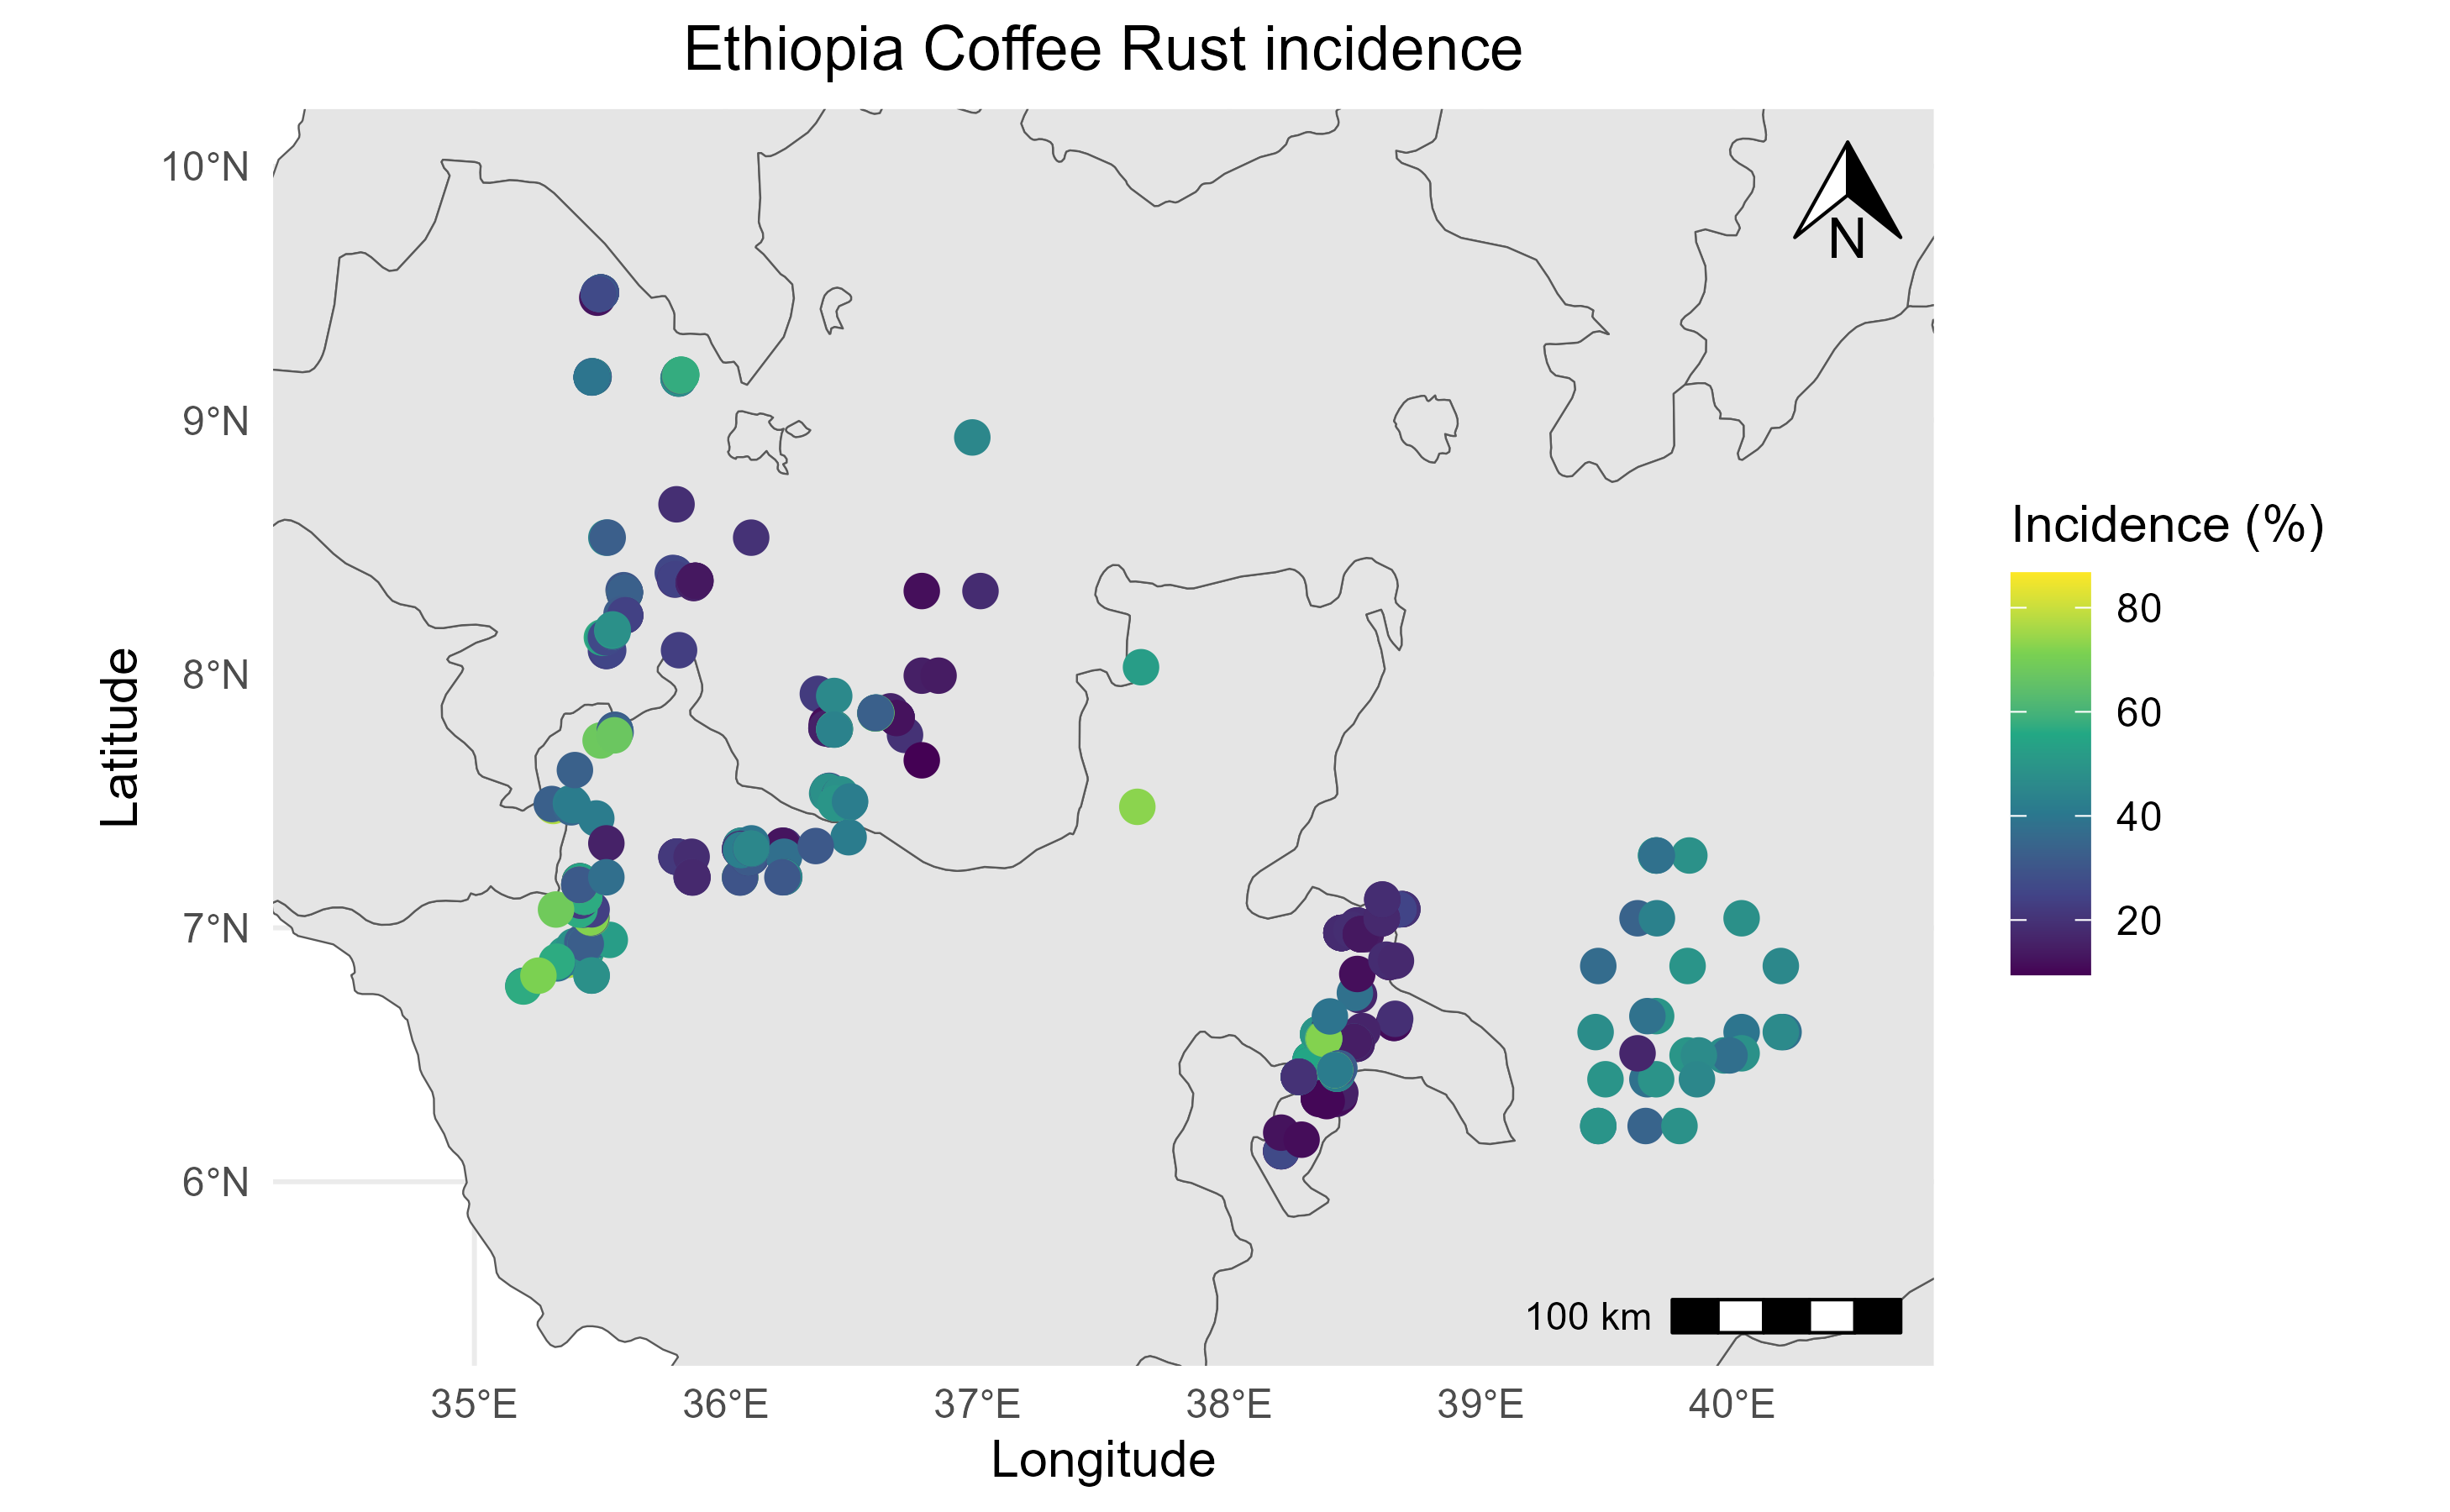 Ethiopia Coffee Rust incidence
10°N
9°N
8°N
7°N
6°N
Latitude
35°E 36°E 37°E 38°E 39°E 40°E
Longitude
N
100 km
Incidence (%)
80
60
40
20